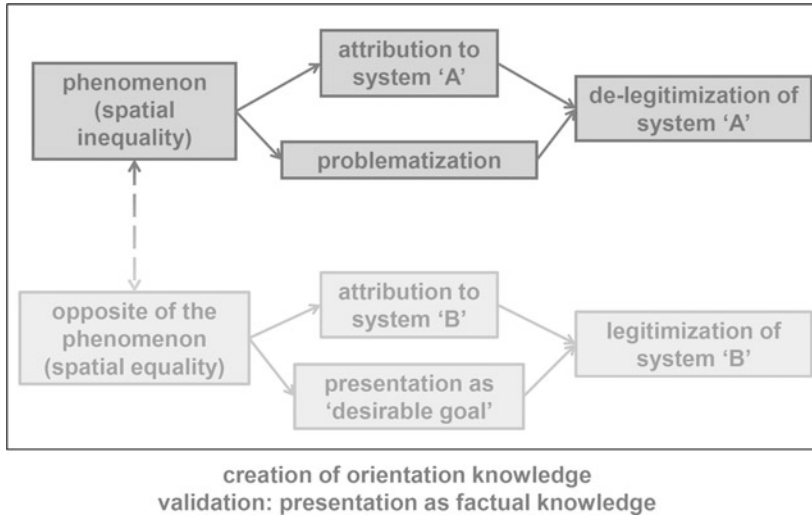 phenomenon
(spatial
inequality)
attribution to
system ‘A’
problematization
de-legitimization of
system ‘A’
opposite of the
phenomenon
(spatial equality)
attribution to
system ‘B’
presentation as
‘desirable goal’
legitimization of
system ‘B’
creation of orientation knowledge
validation: presentation as factual knowledge